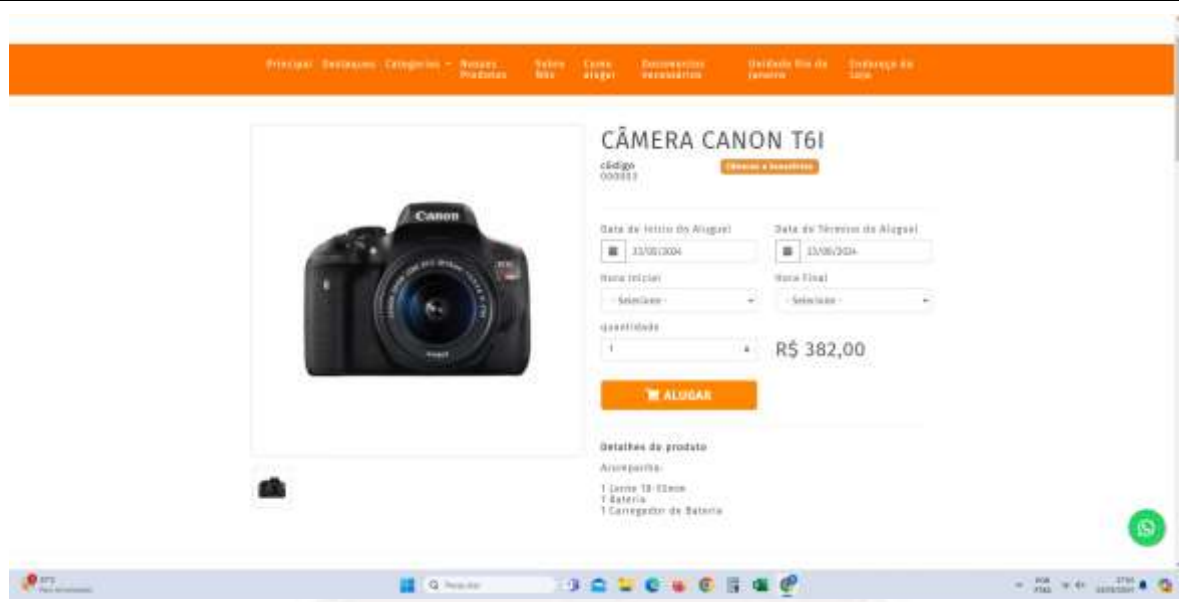 Principal Destaques Categorias Nossos Produtos Sobre Nós Como alugar Documentos necessários Unidade Rio de Janeiro Endereço da Loja
CÂMERA CANON T6I
código
000003
Canon
Data de Início do Aluguel
Data de Término do Aluguel
Hora Inicial
Hora Final
- Selecione -
- Selecione -
quantidade
1
R$ 382,00
ALUGAR
Detalhes do produto
Acompanha:
1 Lente 18-55mm
1 Bateria
1 Carregador de Bateria
Pesquisar